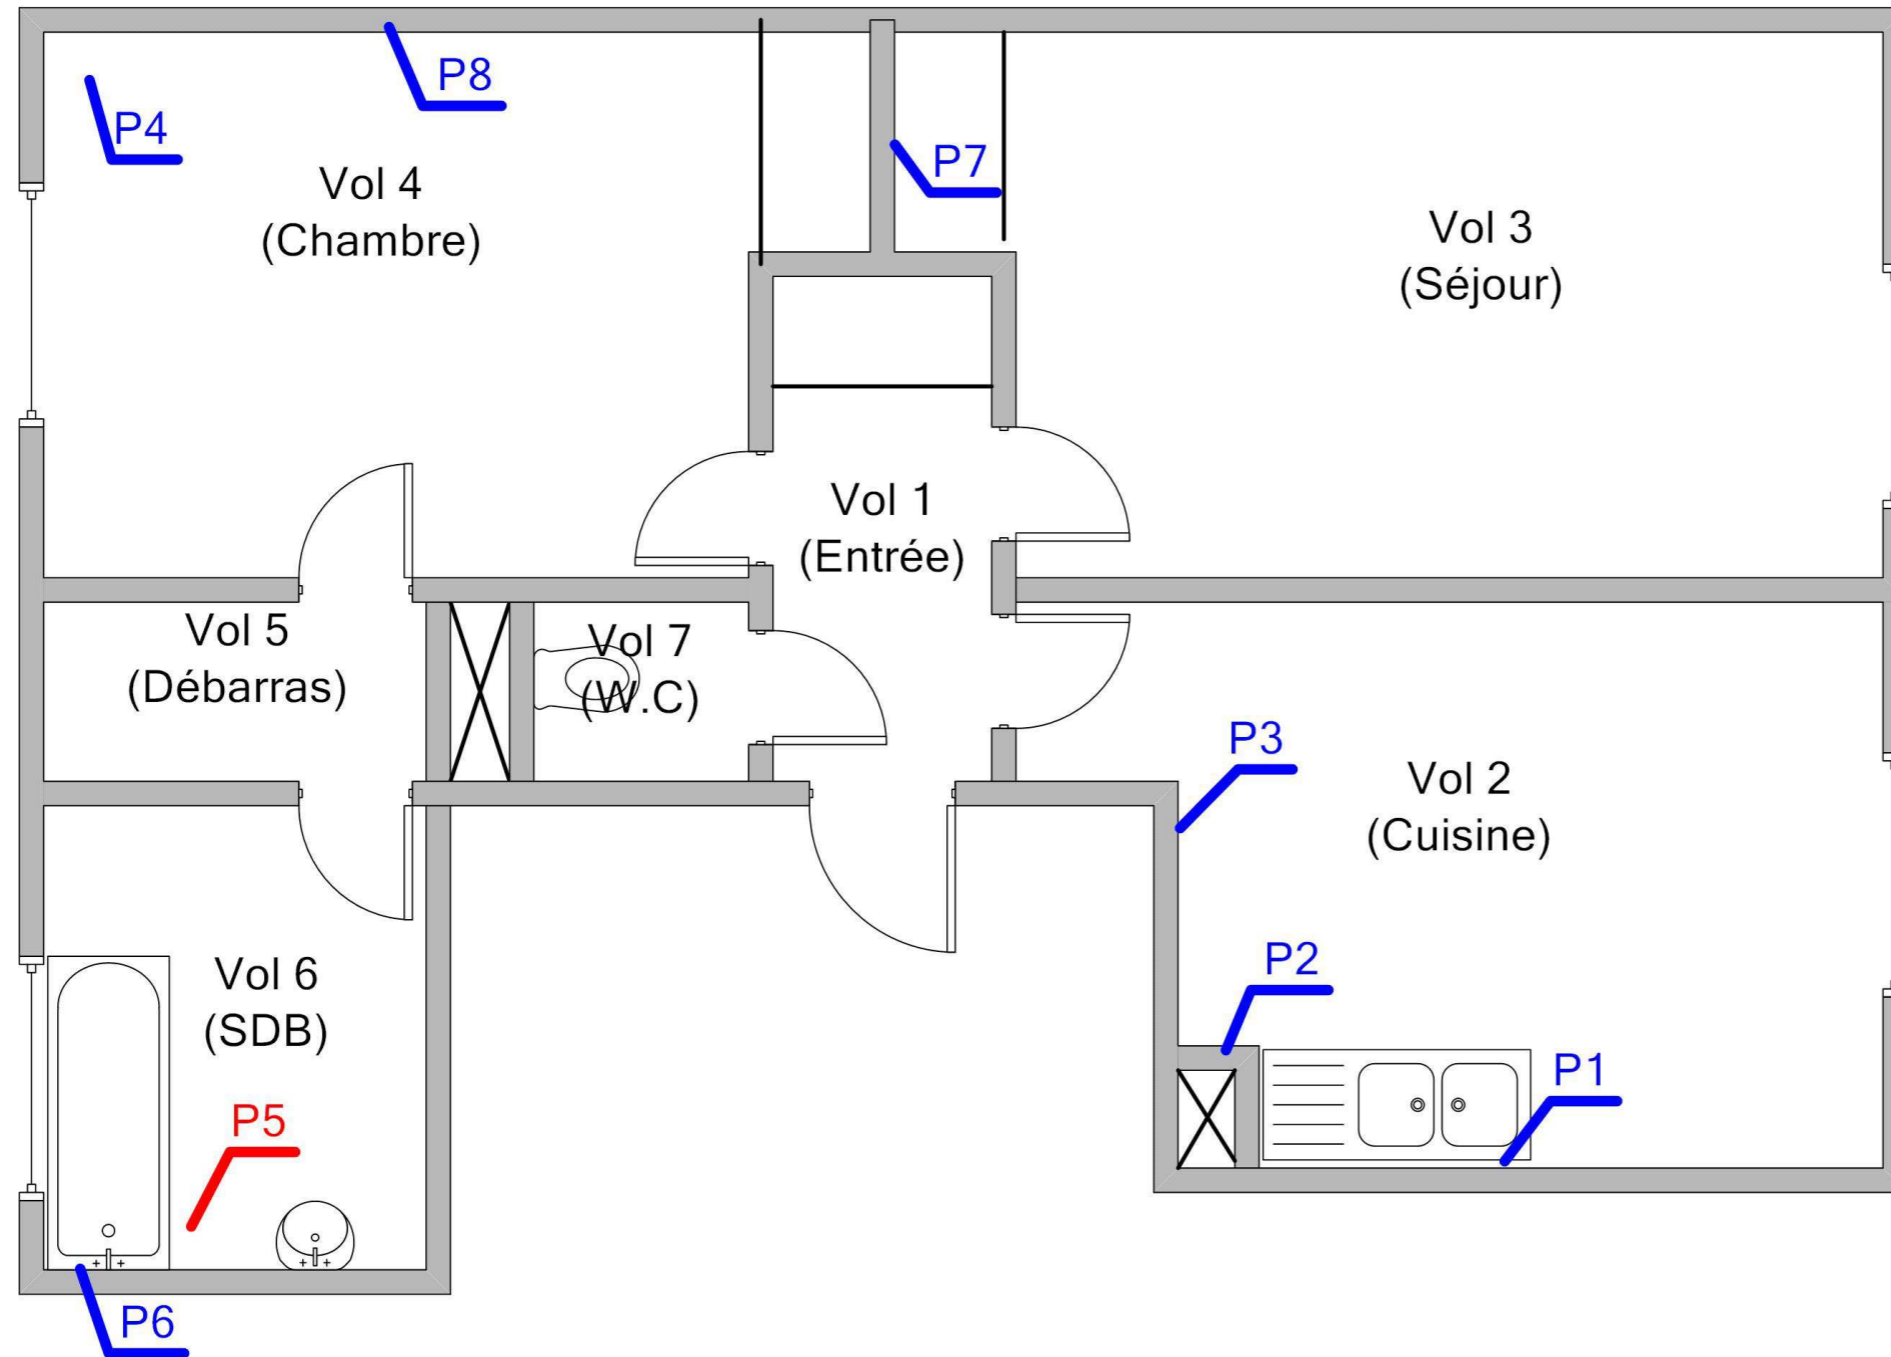 P8
P4
P7
Vol 4
(Chambre)
Vol 3
(Séjour)
Vol 1
(Entrée)
Vol 5
(Débarras)
Vol 7
(W.C)
P3
Vol 2
(Cuisine)
P2
Vol 6
(SDB)
P1
P5
P6